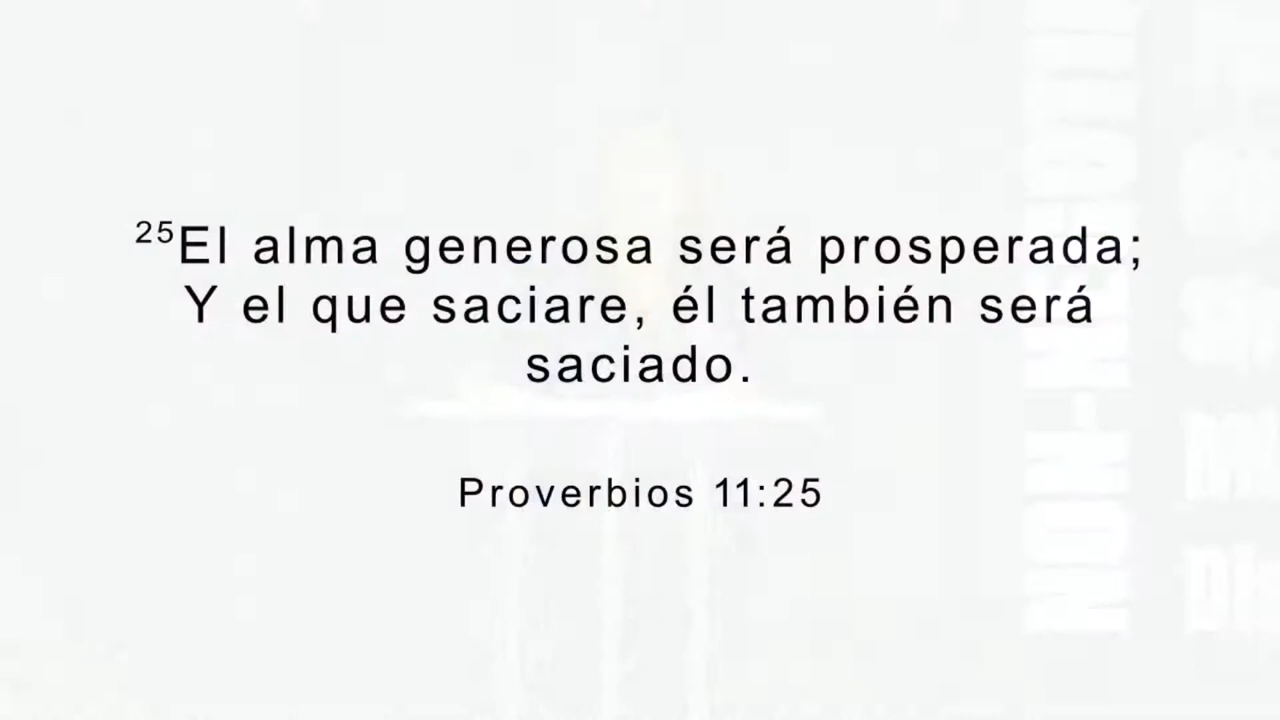 ²⁵El alma generosa será prosperada;
Y el que saciare, él también será
saciado.
Proverbios 11:25